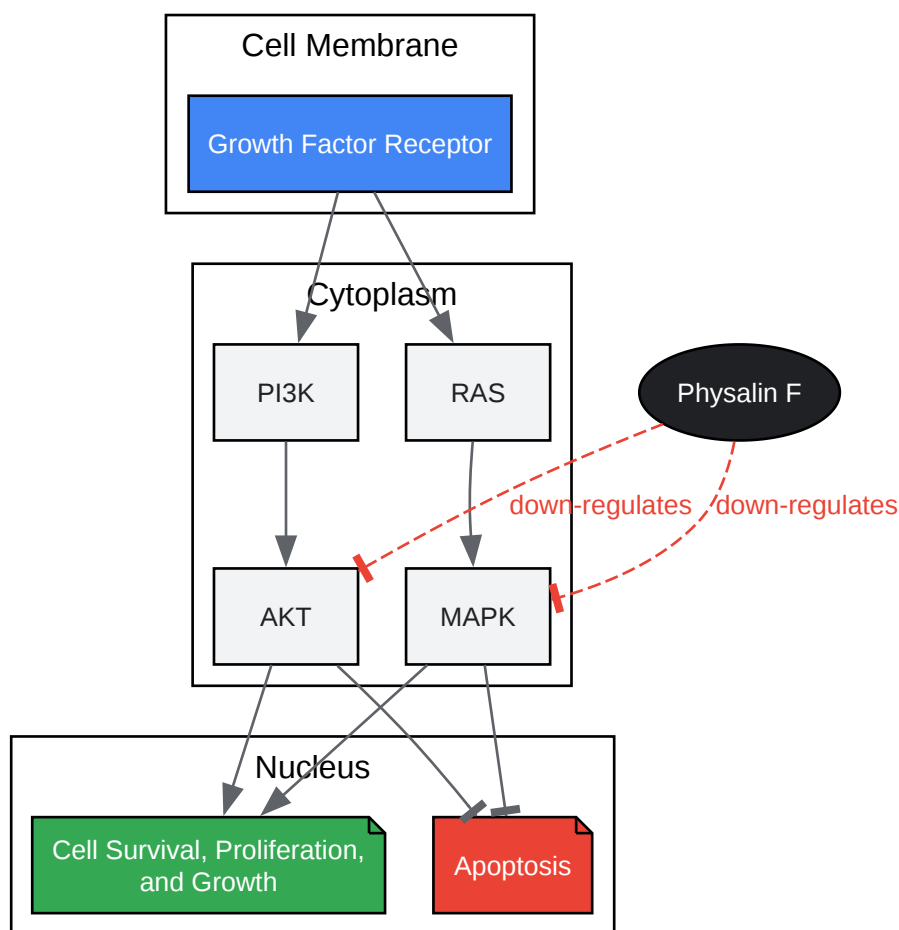 Cell Membrane
Growth Factor Receptor
Cytoplasm
PI3K
RAS
Physalin F
down-regulates
down-regulates
AKT
MAPK
Nucleus
Cell Survival, Proliferation,
and Growth
Apoptosis